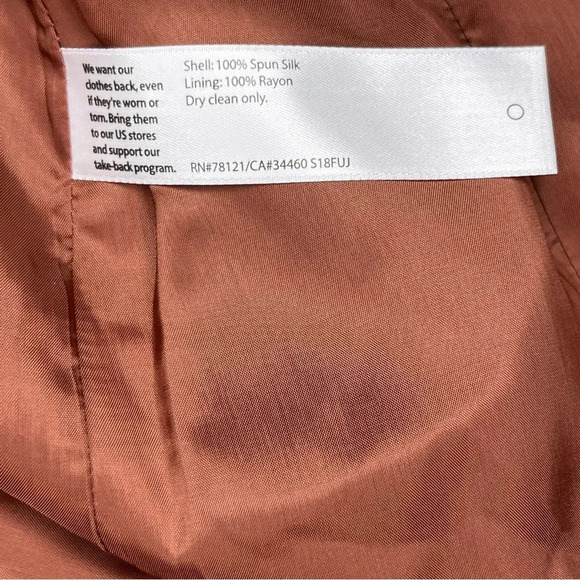 We want our
clothes back, even
if they're worn or
torn. Bring them
to our US stores
and support our
take-back program.
Shell: 100% Spun Silk
Lining: 100% Rayon
Dry clean only.
RN#78121/CA#34460 S18FUJ